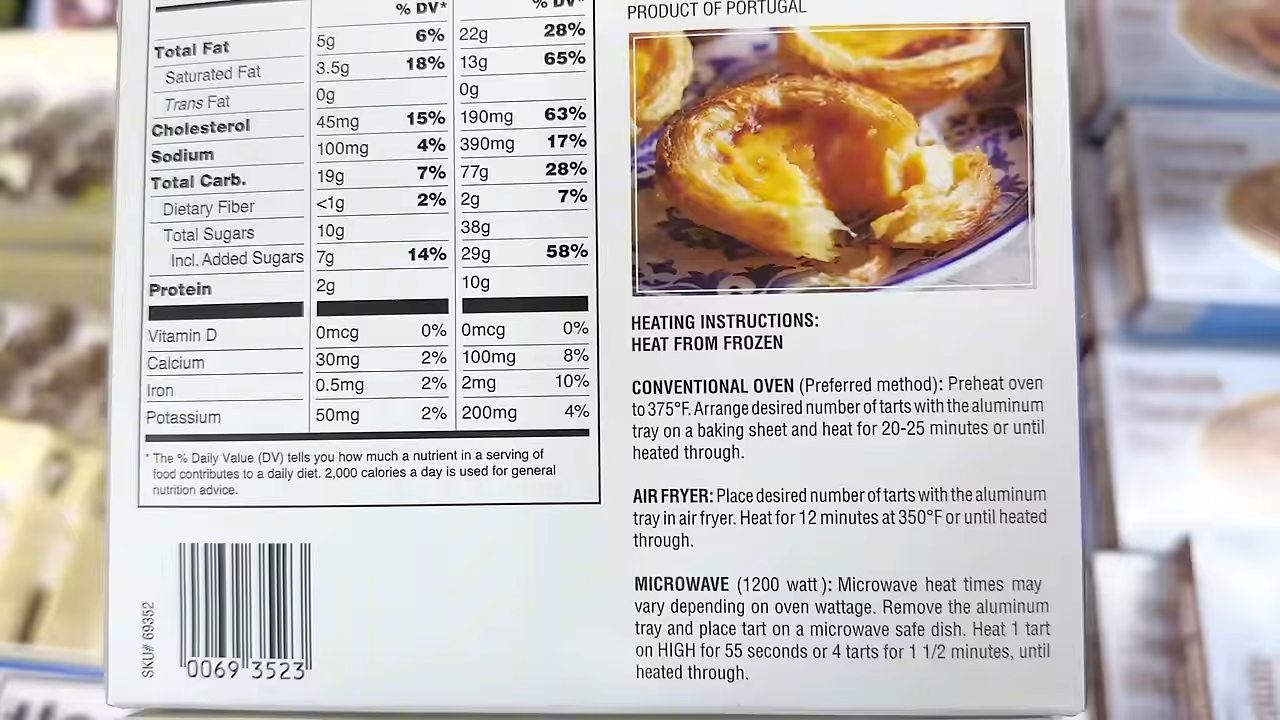 % DV*
% DV*
Total Fat 5g 6% 22g 28%
Saturated Fat 3.5g 18% 13g 65%
Trans Fat 0g 0g
Cholesterol 45mg 15% 190mg 63%
Sodium 100mg 4% 390mg 17%
Total Carb. 19g 7% 77g 28%
Dietary Fiber <1g 2% 2g 7%
Total Sugars 10g 38g
Incl. Added Sugars 7g 14% 29g 58%
Protein 2g 10g
Vitamin D 0mcg 0% 0mcg 0%
Calcium 30mg 2% 100mg 8%
Iron 0.5mg 2% 2mg 10%
Potassium 50mg 2% 200mg 4%
* The % Daily Value (DV) tells you how much a nutrient in a serving of
food contributes to a daily diet. 2,000 calories a day is used for general
nutrition advice.
SKU# 69352
0069 3523
PRODUCT OF PORTUGAL
HEATING INSTRUCTIONS:
HEAT FROM FROZEN
CONVENTIONAL OVEN (Preferred method): Preheat oven
to 375°F. Arrange desired number of tarts with the aluminum
tray on a baking sheet and heat for 20-25 minutes or until
heated through.
AIR FRYER: Place desired number of tarts with the aluminum
tray in air fryer. Heat for 12 minutes at 350°F or until heated
through.
MICROWAVE (1200 watt ): Microwave heat times may
vary depending on oven wattage. Remove the aluminum
tray and place tart on a microwave safe dish. Heat 1 tart
on HIGH for 55 seconds or 4 tarts for 1 1/2 minutes, until
heated through.